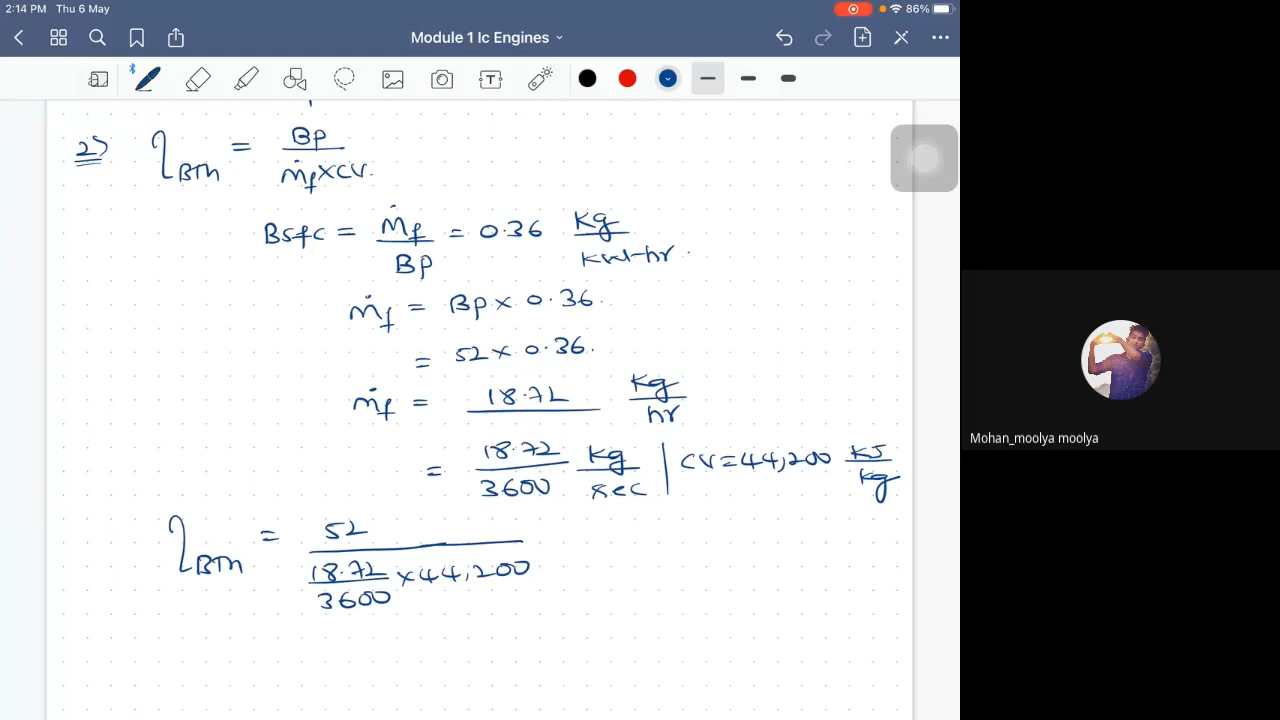 2:14 PM Thu 6 May 86%
Module 1 Ic Engines
2) η_BTh = BP / ṁf × CV.
Bsfc = ṁf / BP = 0.36 Kg / KW-hr.
ṁf = BP × 0.36.
= 52 × 0.36.
ṁf = 18.72 Kg / hr
= 18.72 / 3600 Kg / sec | CV = 44,200 KJ / Kg
η_BTh = 52 / 18.72 / 3600 × 44,200
Mohan_moolya moolya